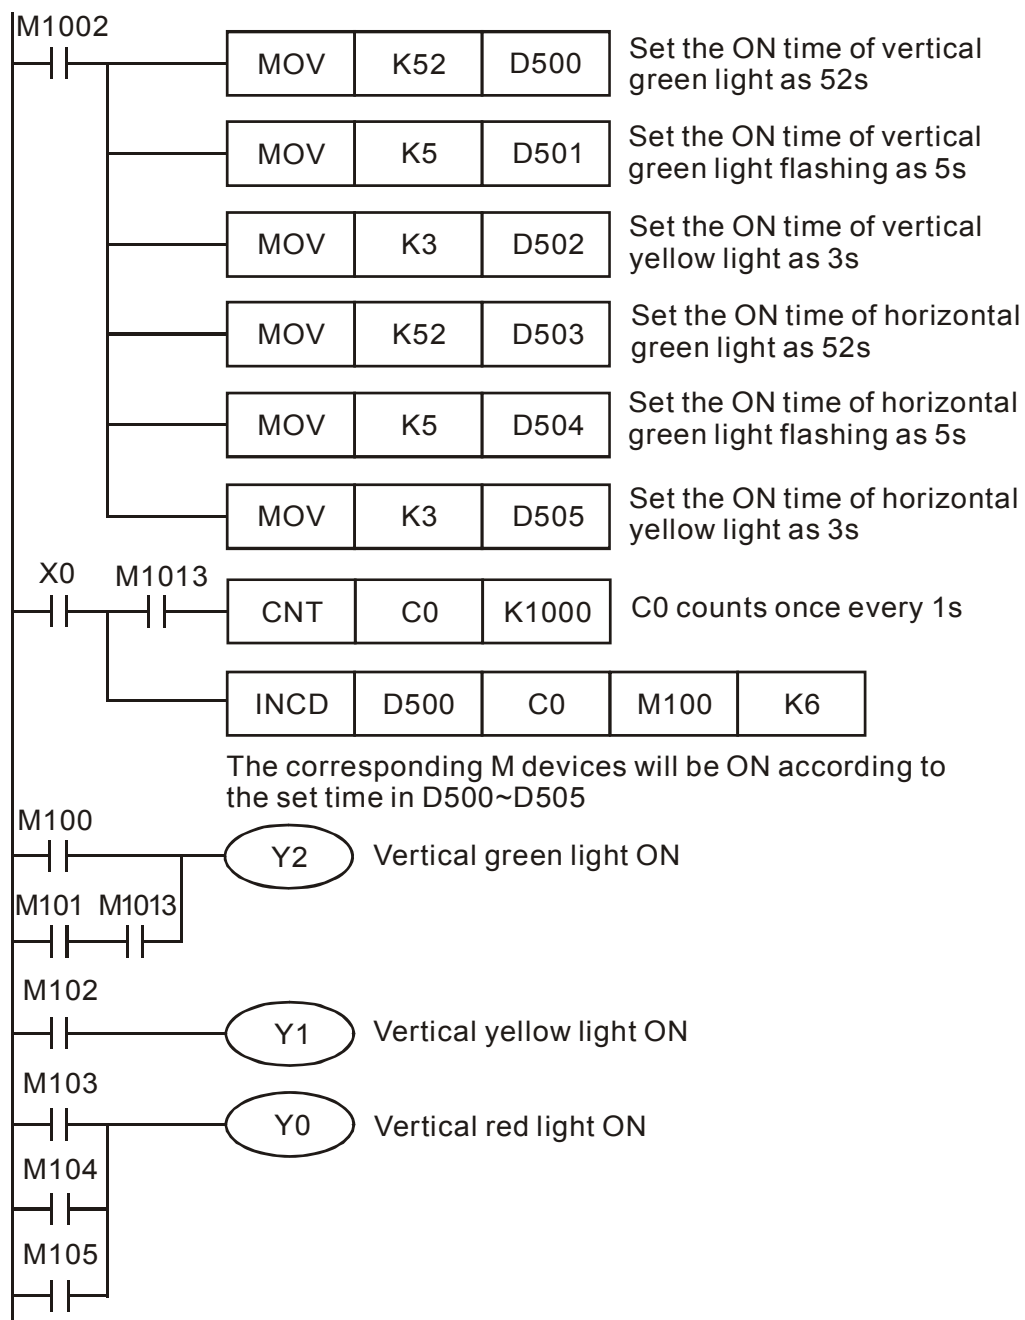 M1002
MOV K52 D500 Set the ON time of vertical
green light as 52s
MOV K5 D501 Set the ON time of vertical
green light flashing as 5s
MOV K3 D502 Set the ON time of vertical
yellow light as 3s
MOV K52 D503 Set the ON time of horizontal
green light as 52s
MOV K5 D504 Set the ON time of horizontal
green light flashing as 5s
MOV K3 D505 Set the ON time of horizontal
yellow light as 3s
X0 M1013
CNT C0 K1000 C0 counts once every 1s
INCD D500 C0 M100 K6
The corresponding M devices will be ON according to
the set time in D500~D505
M100
Y2 Vertical green light ON
M101 M1013
M102
Y1 Vertical yellow light ON
M103
Y0 Vertical red light ON
M104
M105